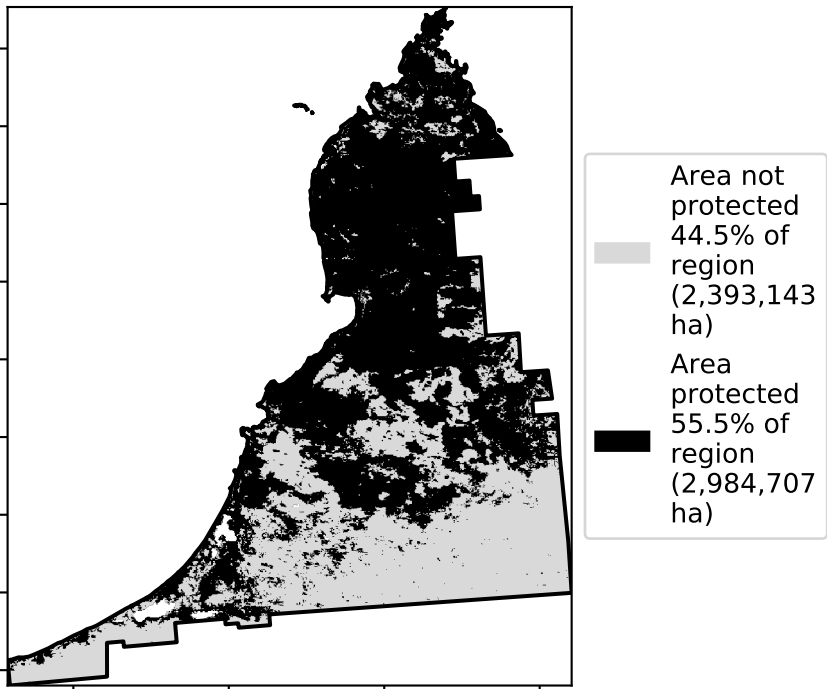 Area not
protected
44.5% of
region
(2,393,143
ha)
Area
protected
55.5% of
region
(2,984,707
ha)